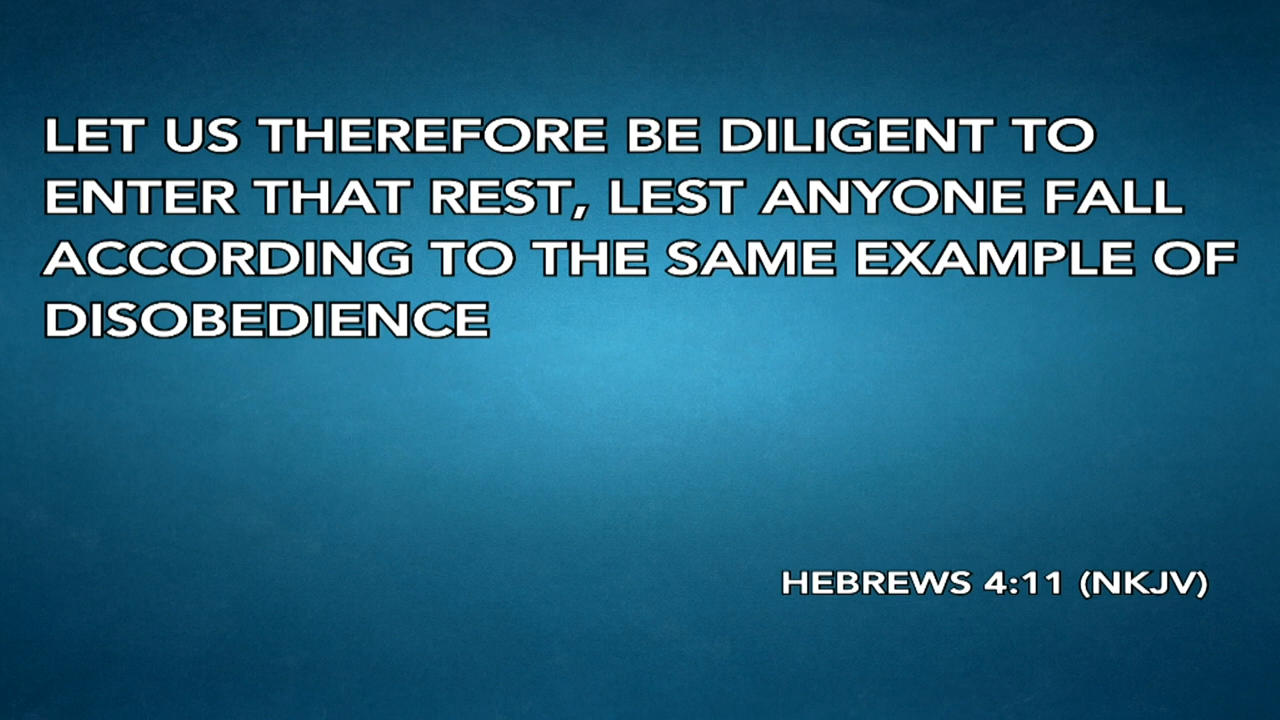 LET US THEREFORE BE DILIGENT TO
ENTER THAT REST, LEST ANYONE FALL
ACCORDING TO THE SAME EXAMPLE OF
DISOBEDIENCE
HEBREWS 4:11 (NKJV)